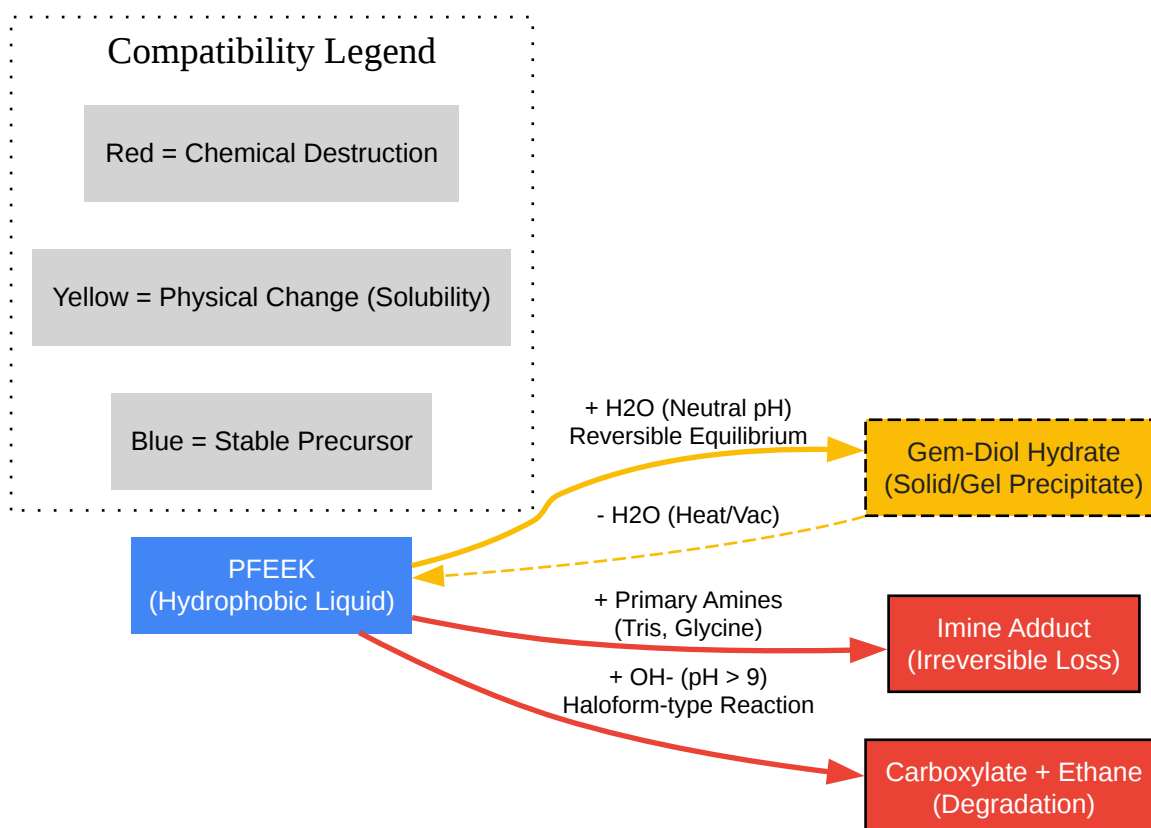 Compatibility Legend
Red = Chemical Destruction
Yellow = Physical Change (Solubility)
Blue = Stable Precursor
+ H2O (Neutral pH)
Reversible Equilibrium
Gem-Diol Hydrate
(Solid/Gel Precipitate)
- H2O (Heat/Vac)
PFEEK
(Hydrophobic Liquid)
+ Primary Amines
(Tris, Glycine)
Imine Adduct
(Irreversible Loss)
+ OH- (pH > 9)
Haloform-type Reaction
Carboxylate + Ethane
(Degradation)